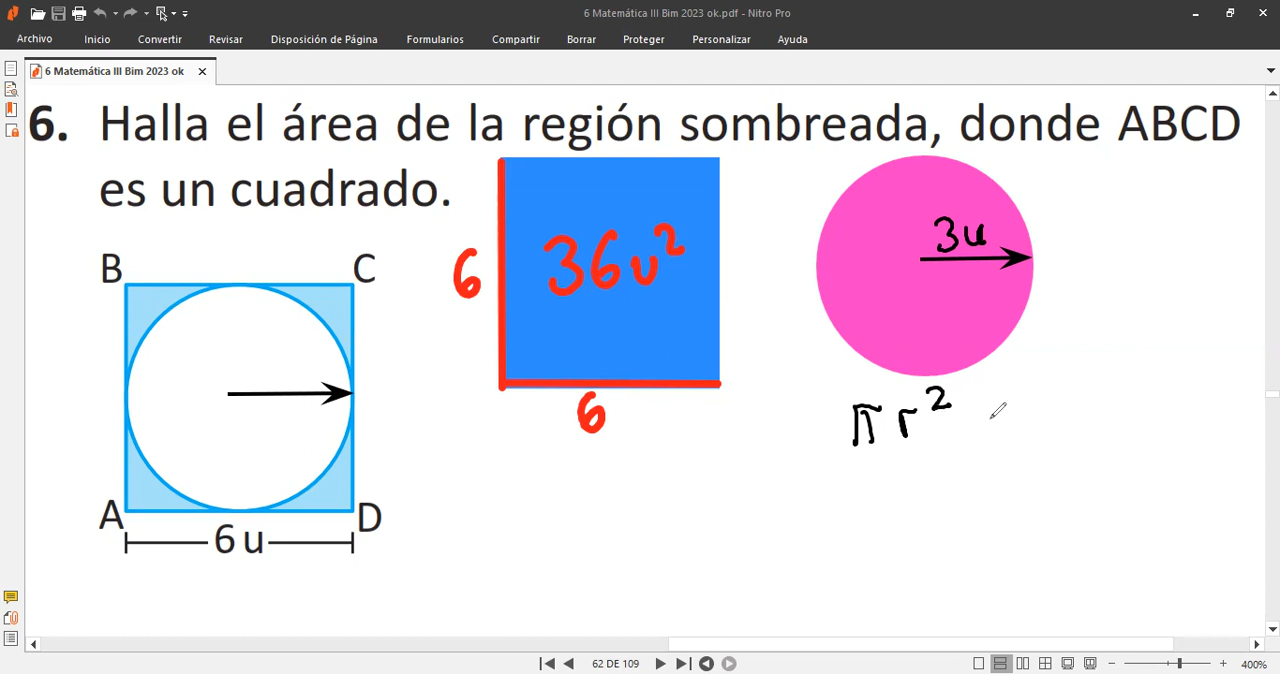 6 Matemática III Bim 2023 ok.pdf - Nitro Pro
Archivo Inicio Convertir Revisar Disposición de Página Formularios Compartir Borrar Proteger Personalizar Ayuda
6 Matemática III Bim 2023 ok
6. Halla el área de la región sombreada, donde ABCD
es un cuadrado.
B C
A D
6 u
6
36u²
6
3u
π r²
62 DE 109
400%